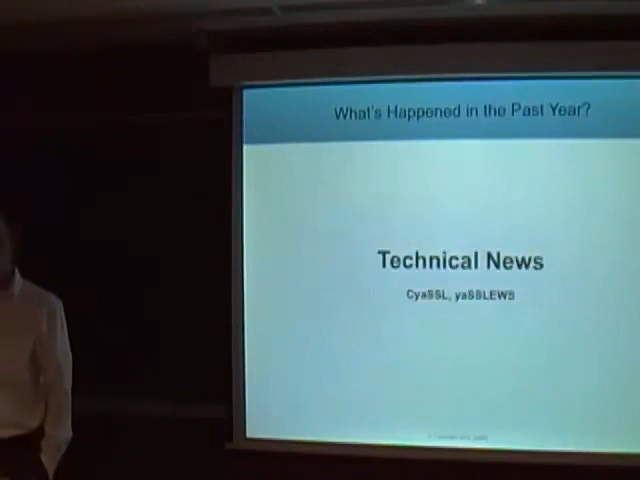 What's Happened in the Past Year?
Technical News
CyaSSL, yaSSLEWS